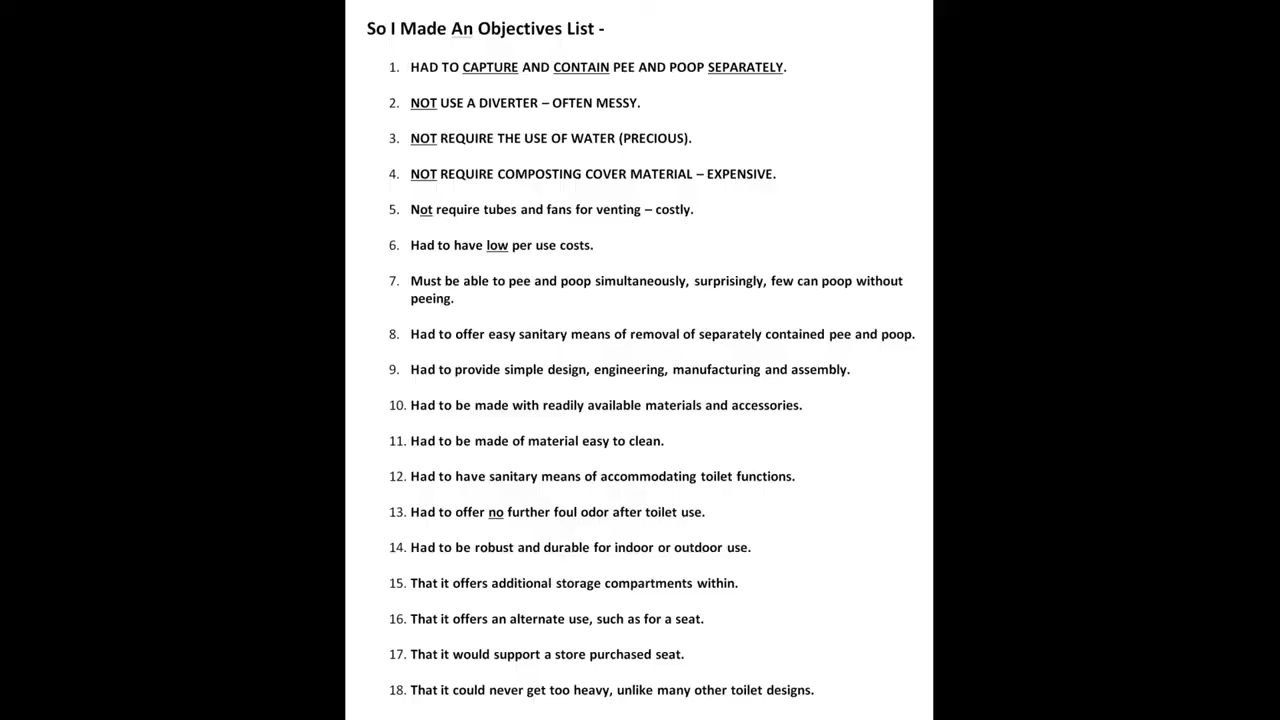 So I Made An Objectives List -
1. HAD TO CAPTURE AND CONTAIN PEE AND POOP SEPARATELY.
2. NOT USE A DIVERTER – OFTEN MESSY.
3. NOT REQUIRE THE USE OF WATER (PRECIOUS).
4. NOT REQUIRE COMPOSTING COVER MATERIAL – EXPENSIVE.
5. Not require tubes and fans for venting – costly.
6. Had to have low per use costs.
7. Must be able to pee and poop simultaneously, surprisingly, few can poop without
peeing.
8. Had to offer easy sanitary means of removal of separately contained pee and poop.
9. Had to provide simple design, engineering, manufacturing and assembly.
10. Had to be made with readily available materials and accessories.
11. Had to be made of material easy to clean.
12. Had to have sanitary means of accommodating toilet functions.
13. Had to offer no further foul odor after toilet use.
14. Had to be robust and durable for indoor or outdoor use.
15. That it offers additional storage compartments within.
16. That it offers an alternate use, such as for a seat.
17. That it would support a store purchased seat.
18. That it could never get too heavy, unlike many other toilet designs.